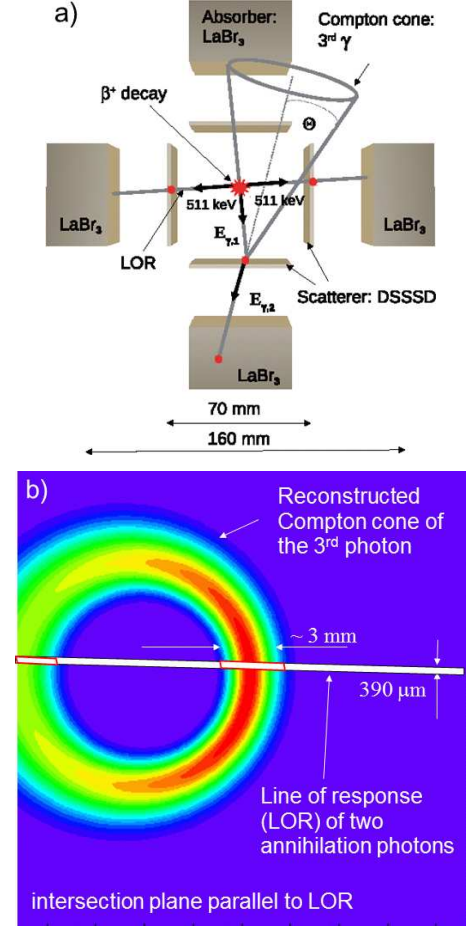 a)
Absorber:
LaBr3
Compton cone:
3rd γ
β+ decay
Θ
511 keV
511 keV
LaBr3
LaBr3
LOR
Eγ,1
Scatterer: DSSSD
Eγ,2
LaBr3
70 mm
160 mm
b)
Reconstructed
Compton cone of
the 3rd photon
~ 3 mm
390 μm
Line of response
(LOR) of two
annihilation photons
intersection plane parallel to LOR